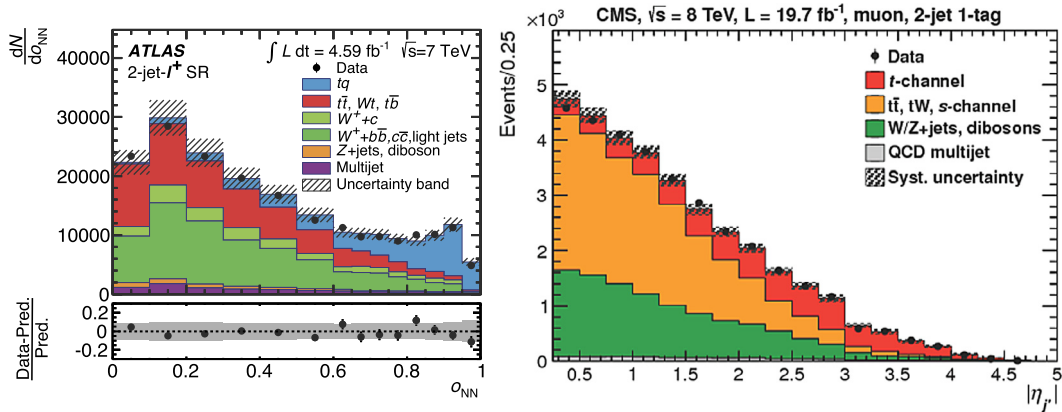 dN
do_NN
ATLAS
2-jet-l⁺ SR
∫ L dt = 4.59 fb⁻¹ √s=7 TeV
Data
tq
tt̅, Wt, tb̅
W⁺+c
W⁺+bb̅,cc̅,light jets
Z+jets, diboson
Multijet
Uncertainty band
40000
30000
20000
10000
0
Data-Pred.
Pred.
0.2
0
-0.2
0 0.2 0.4 0.6 0.8 1
o_NN
×10³
CMS, √s = 8 TeV, L = 19.7 fb⁻¹, muon, 2-jet 1-tag
Events/0.25
Data
t-channel
tt̅, tW, s-channel
W/Z+jets, dibosons
QCD multijet
Syst. uncertainty
5
4
3
2
1
0
0.5 1 1.5 2 2.5 3 3.5 4 4.5 5
|η_j'|